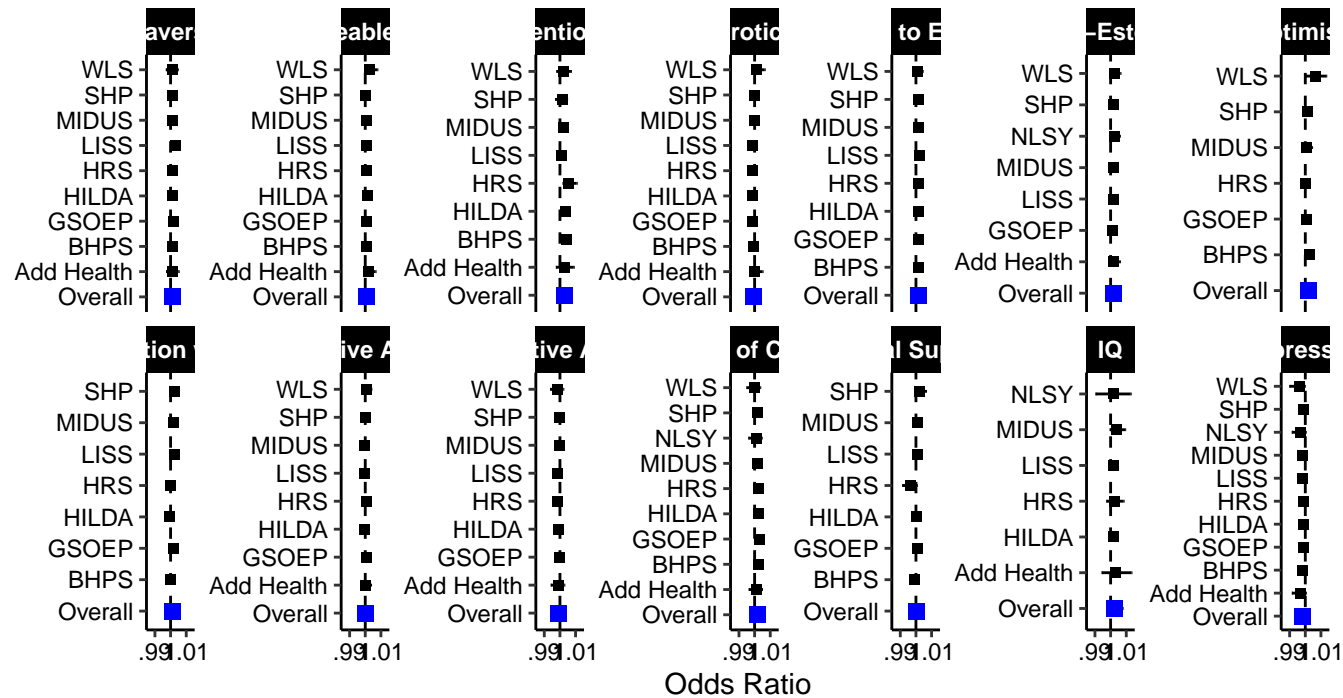 avers
eable
entio
rotic
to E
–Este
timis
WLS
SHP
MIDUS
LISS
HRS
HILDA
GSOEP
BHPS
Add Health
Overall
WLS
SHP
MIDUS
LISS
HRS
HILDA
GSOEP
BHPS
Add Health
Overall
WLS
SHP
MIDUS
LISS
HRS
HILDA
BHPS
Add Health
Overall
WLS
SHP
MIDUS
LISS
HRS
HILDA
GSOEP
BHPS
Add Health
Overall
WLS
SHP
MIDUS
LISS
HRS
HILDA
GSOEP
BHPS
Overall
WLS
SHP
NLSY
MIDUS
LISS
GSOEP
Add Health
Overall
WLS
SHP
MIDUS
HRS
GSOEP
BHPS
Overall
tion
ive A
tive A
of C
l Sup
IQ
press
SHP
MIDUS
LISS
HRS
HILDA
GSOEP
BHPS
Overall
WLS
SHP
MIDUS
LISS
HRS
HILDA
GSOEP
Add Health
Overall
WLS
SHP
MIDUS
LISS
HRS
HILDA
GSOEP
Add Health
Overall
WLS
SHP
NLSY
MIDUS
HRS
HILDA
GSOEP
BHPS
Add Health
Overall
SHP
MIDUS
LISS
HRS
HILDA
GSOEP
BHPS
Overall
NLSY
MIDUS
LISS
HRS
HILDA
Add Health
Overall
WLS
SHP
NLSY
MIDUS
LISS
HRS
HILDA
GSOEP
BHPS
Add Health
Overall
.99 1.01
.99 1.01
.99 1.01
.99 1.01
.99 1.01
.99 1.01
.99 1.01
Odds Ratio